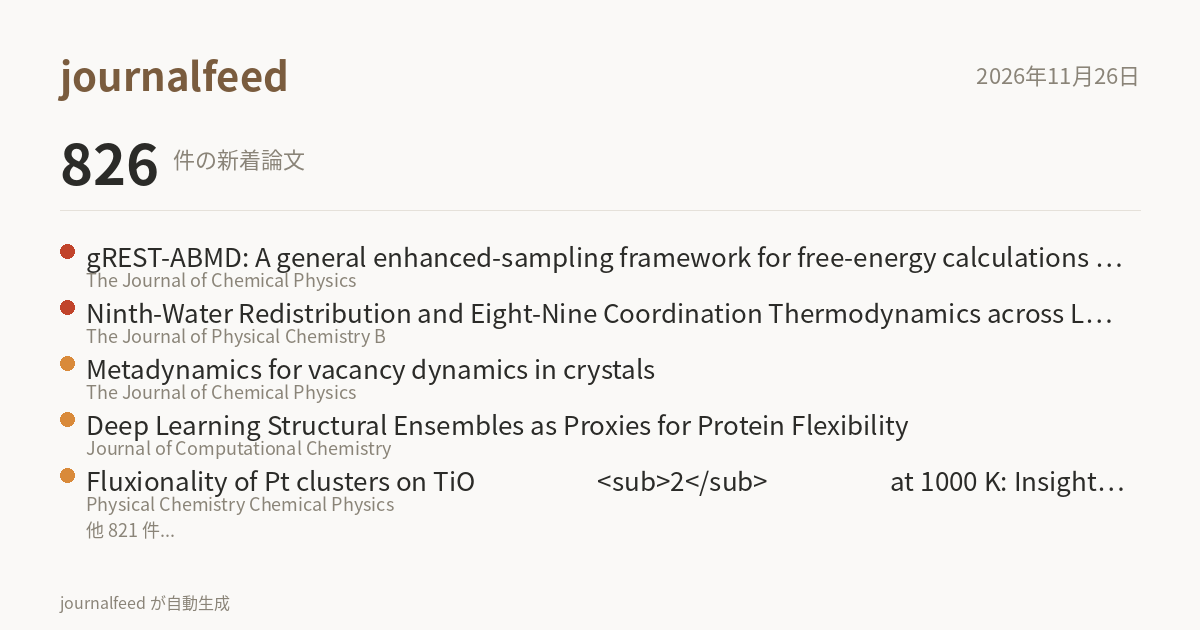 journalfeed
2026年11月26日
826 件の新着論文
gREST-ABMD: A general enhanced-sampling framework for free-energy calculations …
The Journal of Chemical Physics
Ninth-Water Redistribution and Eight-Nine Coordination Thermodynamics across L…
The Journal of Physical Chemistry B
Metadynamics for vacancy dynamics in crystals
The Journal of Chemical Physics
Deep Learning Structural Ensembles as Proxies for Protein Flexibility
Journal of Computational Chemistry
Fluxionality of Pt clusters on TiO <sub>2</sub> at 1000 K: Insight…
Physical Chemistry Chemical Physics
他 821 件...
journalfeed が自動生成